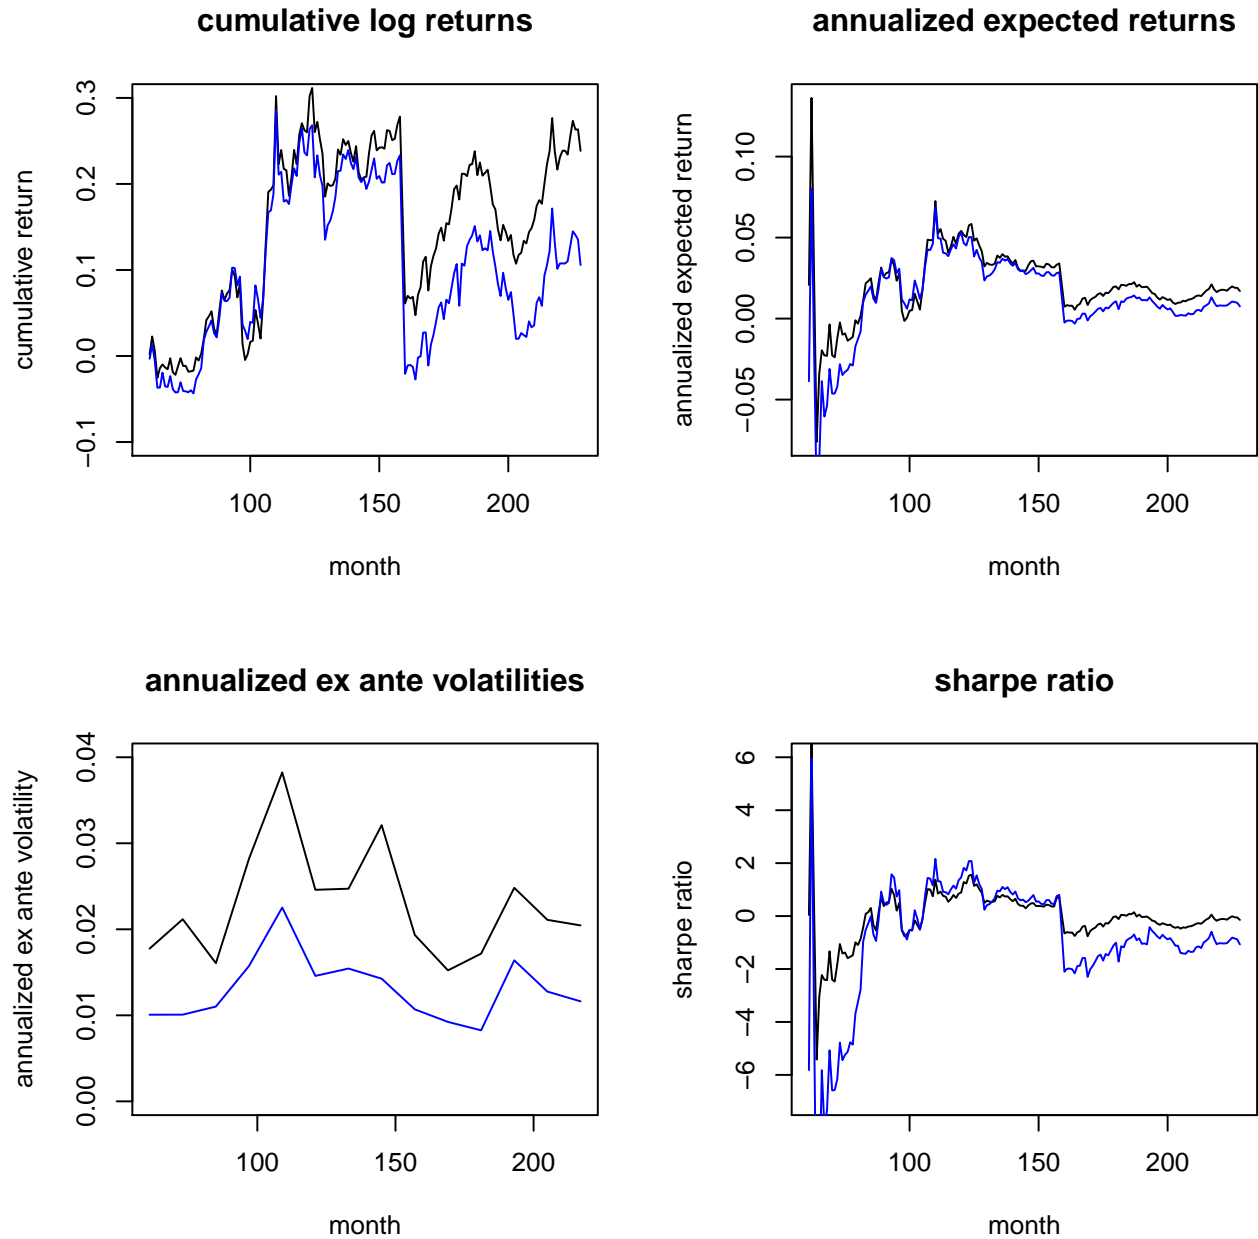 cumulative log returns
cumulative return
−0.1 0.0 0.1 0.2 0.3
100 150 200
month
annualized expected returns
annualized expected return
−0.05 0.00 0.05 0.10
100 150 200
month
annualized ex ante volatilities
annualized ex ante volatility
0.00 0.01 0.02 0.03 0.04
100 150 200
month
sharpe ratio
sharpe ratio
−6 −4 −2 0 2 4 6
100 150 200
month